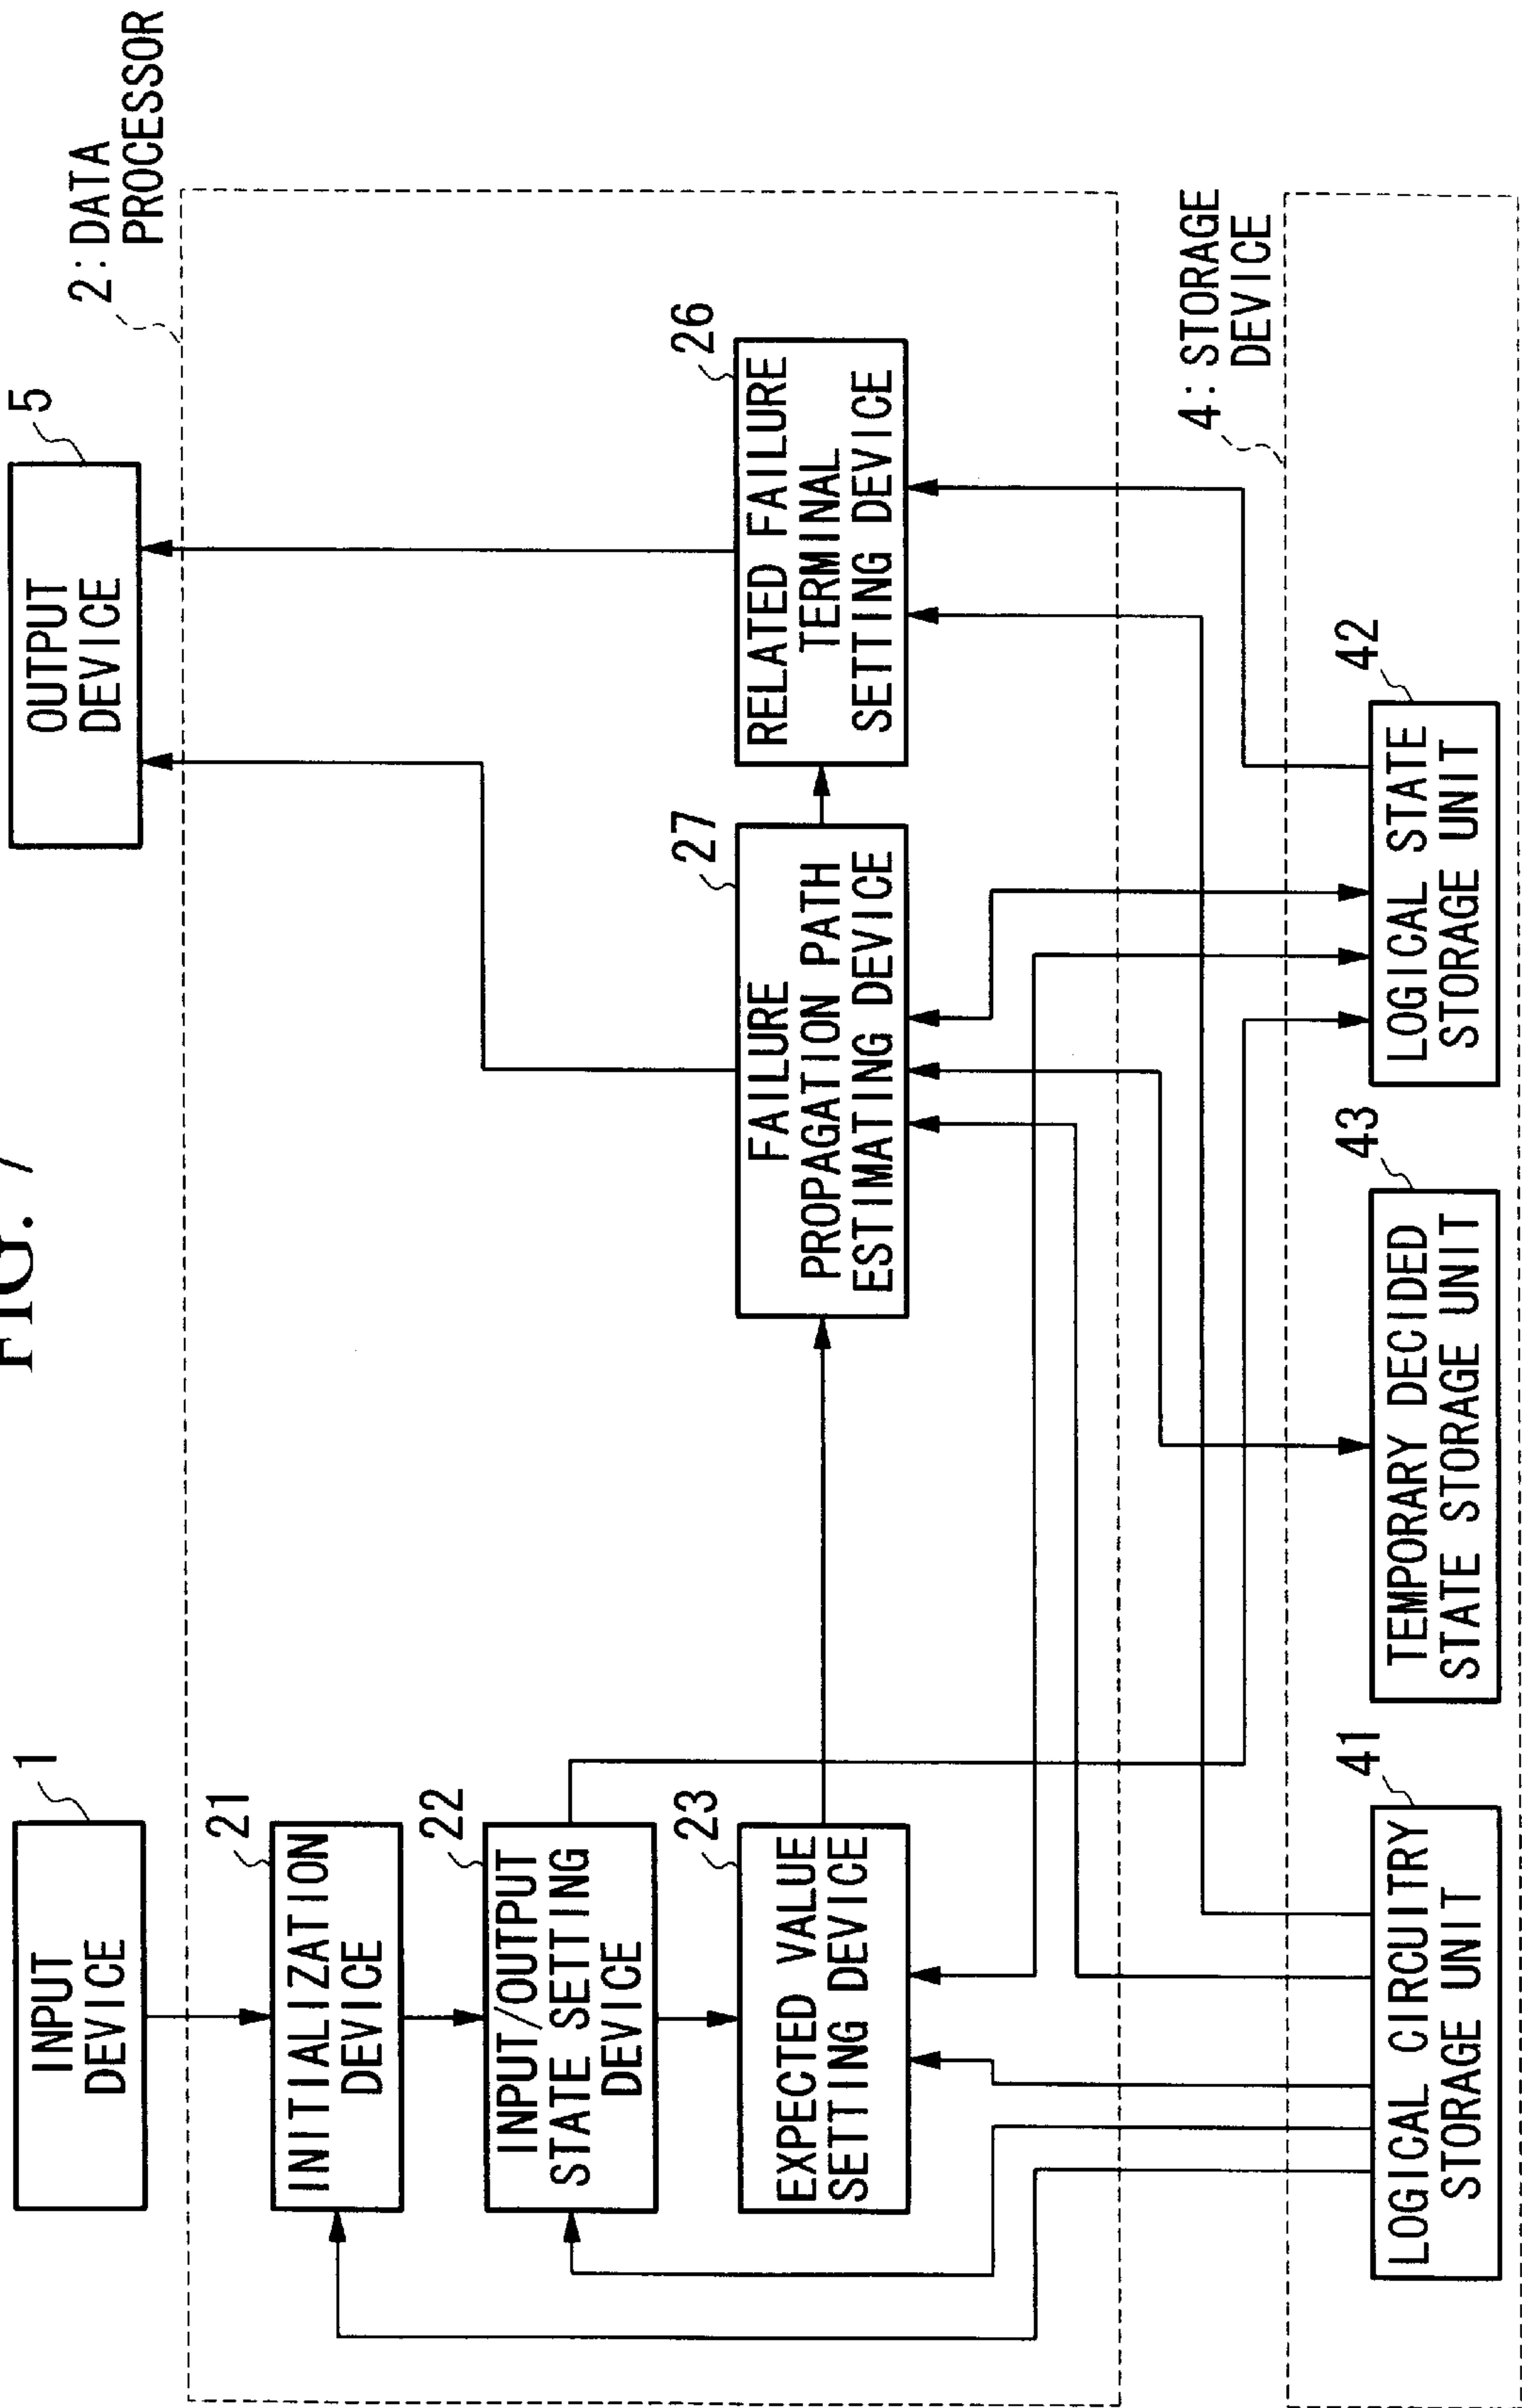 FIG. 7
1
INPUT
DEVICE
5
OUTPUT
DEVICE
2:DATA
PROCESSOR
21
INITIALIZATION
DEVICE
22
INPUT/OUTPUT
STATE SETTING
DEVICE
23
EXPECTED VALUE
SETTING DEVICE
27
FAILURE
PROPAGATION PATH
ESTIMATING DEVICE
26
RELATED FAILURE
TERMINAL
SETTING DEVICE
4:STORAGE
DEVICE
41
LOGICAL CIRCUITRY
STORAGE UNIT
43
TEMPORARY DECIDED
STATE STORAGE UNIT
42
LOGICAL STATE
STORAGE UNIT